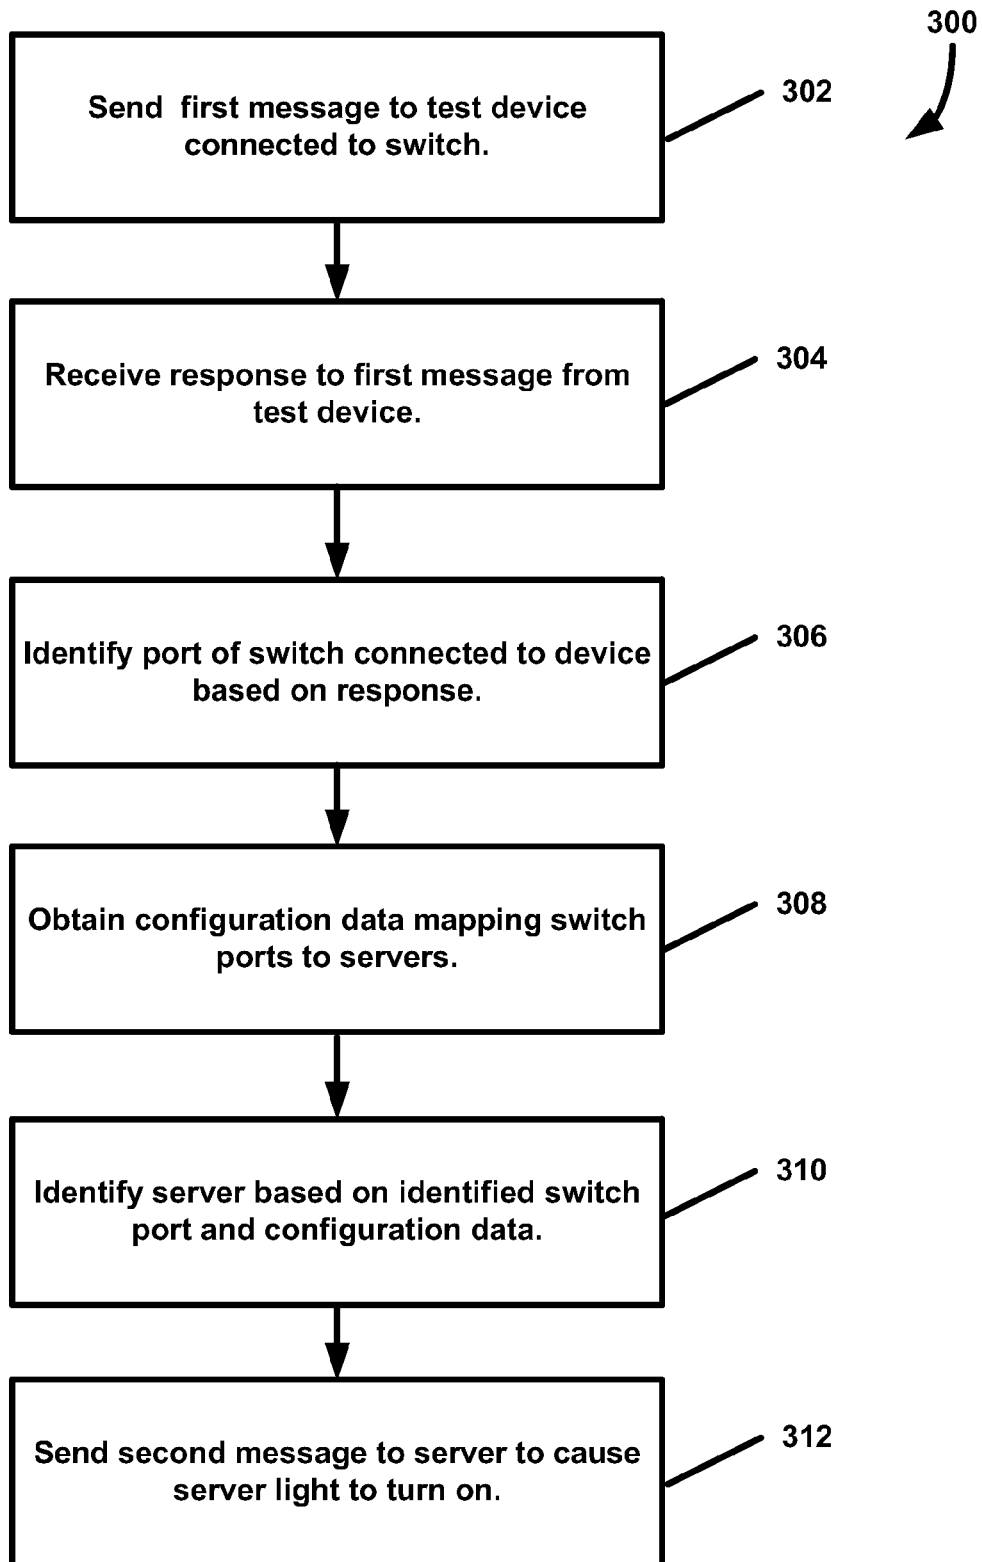 300
Send first message to test device
connected to switch.
302
Receive response to first message from
test device.
304
Identify port of switch connected to device
based on response.
306
Obtain configuration data mapping switch
ports to servers.
308
Identify server based on identified switch
port and configuration data.
310
Send second message to server to cause
server light to turn on.
312